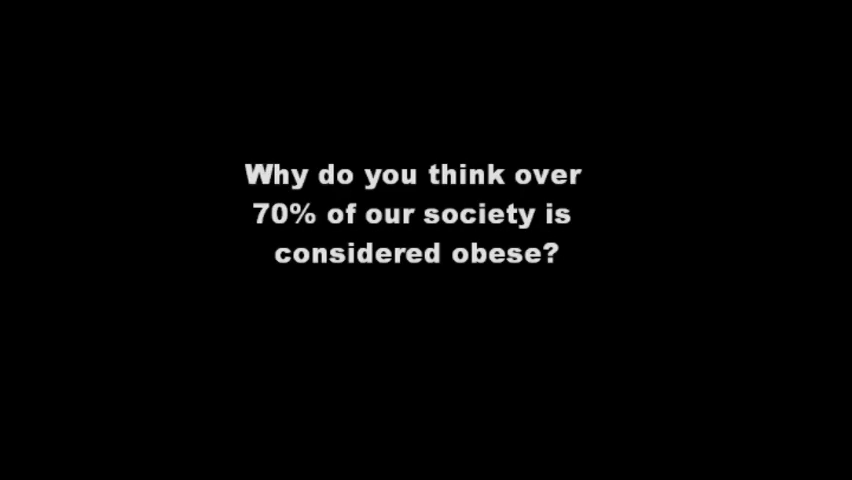 Why do you think over
70% of our society is
considered obese?